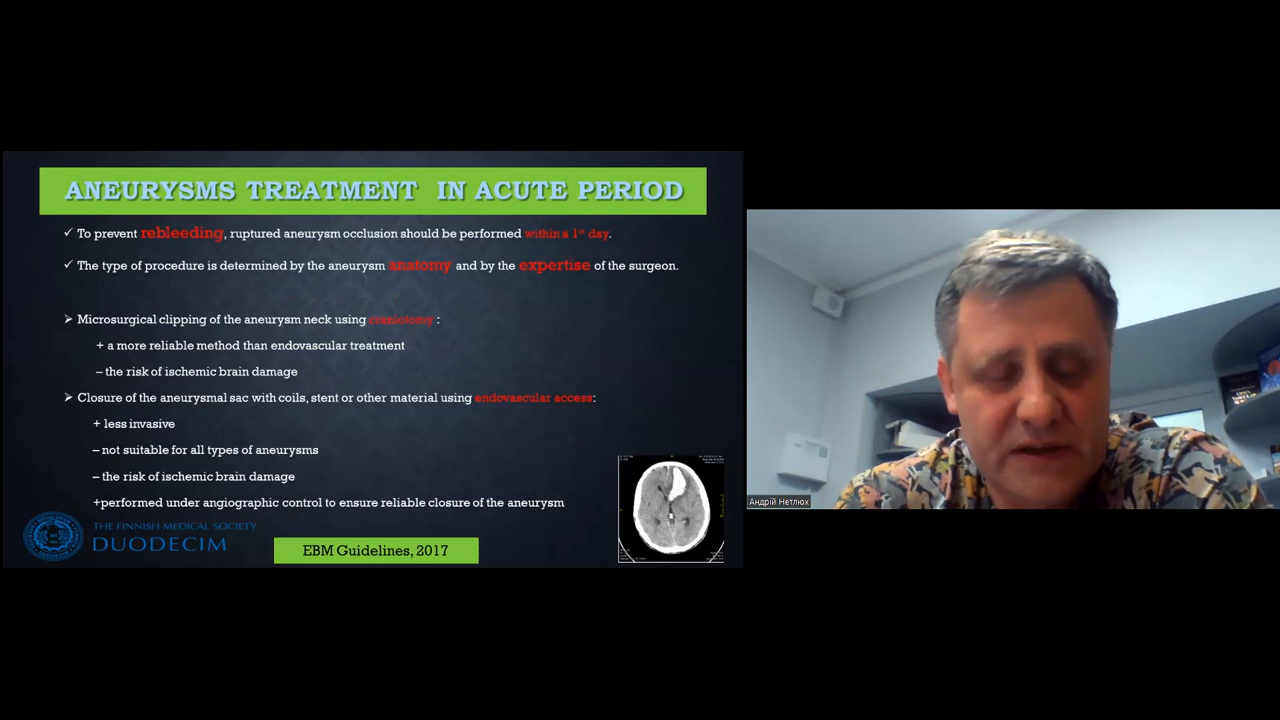 ANEURYSMS TREATMENT IN ACUTE PERIOD
✓ To prevent rebleeding, ruptured aneurysm occlusion should be performed within a 1st day.
✓ The type of procedure is determined by the aneurysm anatomy and by the expertise of the surgeon.
➢ Microsurgical clipping of the aneurysm neck using craniotomy :
+ a more reliable method than endovascular treatment
– the risk of ischemic brain damage
➢ Closure of the aneurysmal sac with coils, stent or other material using endovascular access:
+ less invasive
– not suitable for all types of aneurysms
– the risk of ischemic brain damage
+performed under angiographic control to ensure reliable closure of the aneurysm
THE FINNISH MEDICAL SOCIETY
DUODECIM
EBM Guidelines, 2017
Андрій Нетлюх